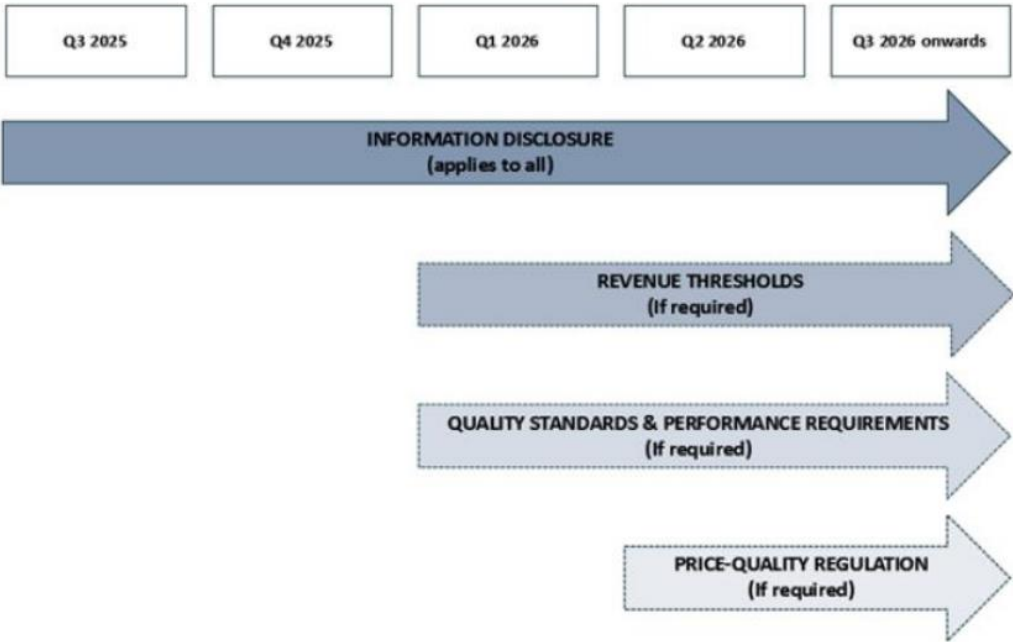 Q3 2025
Q4 2025
Q1 2026
Q2 2026
Q3 2026 onwards
INFORMATION DISCLOSURE
(applies to all)
REVENUE THRESHOLDS
(If required)
QUALITY STANDARDS & PERFORMANCE REQUIREMENTS
(If required)
PRICE-QUALITY REGULATION
(If required)